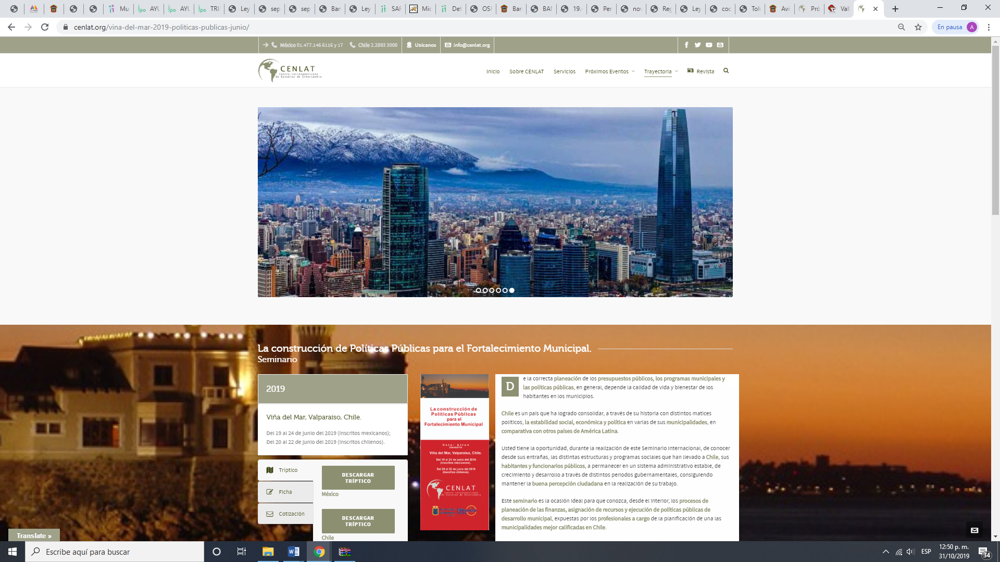 Mu
AYU
AYU
TRI
Ley
sep
sep
Bar
Ley
SAF
Mic
Det
OSI
Bar
BAI
19.-
Per
nov
Reg
Ley
coc
Tol
Avi
Pró
Vall
cenlat.org/vina-del-mar-2019-politicas-publicas-junio/
En pausa A
México 01.477.146 6116 y 17 Chile 2.2893 3008 Ubícanos info@cenlat.org
CENLAT
Centro Latinoamericano
de Estudios de Intercambio
Inicio Sobre CENLAT Servicios Próximos Eventos Trayectoria Revista
La construcción de Políticas Públicas para el Fortalecimiento Municipal.
Seminario
2019
Viña del Mar, Valparaíso, Chile.
Del 19 al 24 de junio del 2019 (Inscritos mexicanos);
Del 20 al 22 de junio del 2019 (Inscritos chilenos).
Tríptico
Ficha
Cotización
DESCARGAR
TRÍPTICO
México
DESCARGAR
TRÍPTICO
Chile
La construcción de
Políticas Públicas
para el
Fortalecimiento Municipal
Hotel Alton
SAN MARTÍN
Viña del Mar, Valparaíso, Chile.
Del 19 al 24 de junio del 2019
(Inscritos mexicanos).
Del 20 al 22 de junio del 2019
(Inscritos chilenos).
CENLAT
Centro Latinoamericano
de Estudios de Intercambio
De la correcta planeación de los presupuestos públicos, los programas municipales y
las políticas públicas, en general, depende la calidad de vida y bienestar de los
habitantes en los municipios.
Chile es un país que ha logrado consolidar, a través de su historia con distintos matices
políticos, la estabilidad social, económica y política en varias de sus municipalidades, en
comparativa con otros países de América Latina.
Usted tiene la oportunidad, durante la realización de este Seminario Internacional, de conocer
desde sus entrañas, las distintas estructuras y programas sociales que han llevado a Chile, sus
habitantes y funcionarios públicos, a permanecer en un sistema administrativo estable, de
crecimiento y desarrollo a través de distintos periodos gubernamentales, consiguiendo
mantener la buena percepción ciudadana en la realización de su trabajo.
Este seminario es la ocasión ideal para que conozca, desde el interior, los procesos de
planeación de las finanzas, asignación de recursos y ejecución de políticas públicas de
desarrollo municipal, expuestas por los profesionales a cargo de la planificación de una las
municipalidades mejor calificadas en Chile.
Translate »
Escribe aquí para buscar
ESP
12:50 p. m.
31/10/2019
34